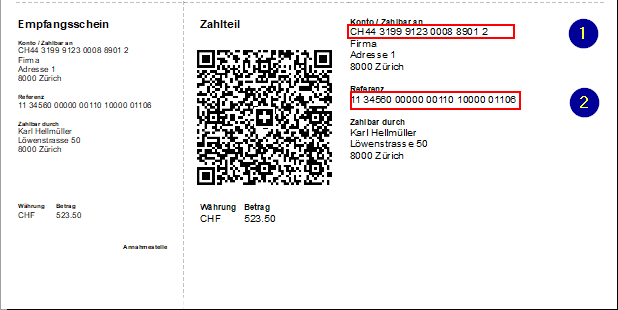 Empfangsschein
Konto / Zahlbar an
CH44 3199 9123 0008 8901 2
Firma
Adresse 1
8000 Zürich
Referenz
11 34560 00000 00110 10000 01106
Zahlbar durch
Karl Hellmüller
Löwenstrasse 50
8000 Zürich
Währung Betrag
CHF 523.50
Annahmestelle
Zahlteil
Währung Betrag
CHF 523.50
Konto / Zahlbar an
CH44 3199 9123 0008 8901 2
Firma
Adresse 1
8000 Zürich
Referenz
11 34560 00000 00110 10000 01106
Zahlbar durch
Karl Hellmüller
Löwenstrasse 50
8000 Zürich
1
2